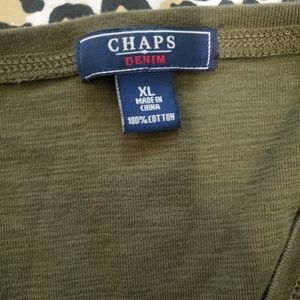 CHAPS
DENIM
XL
MADE IN
CHINA
100% COTTON